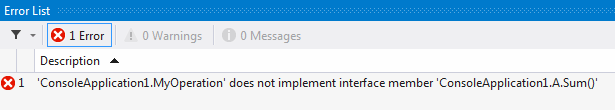 Error List
1 Error 0 Warnings 0 Messages
Description
1 'ConsoleApplication1.MyOperation' does not implement interface member 'ConsoleApplication1.A.Sum()'